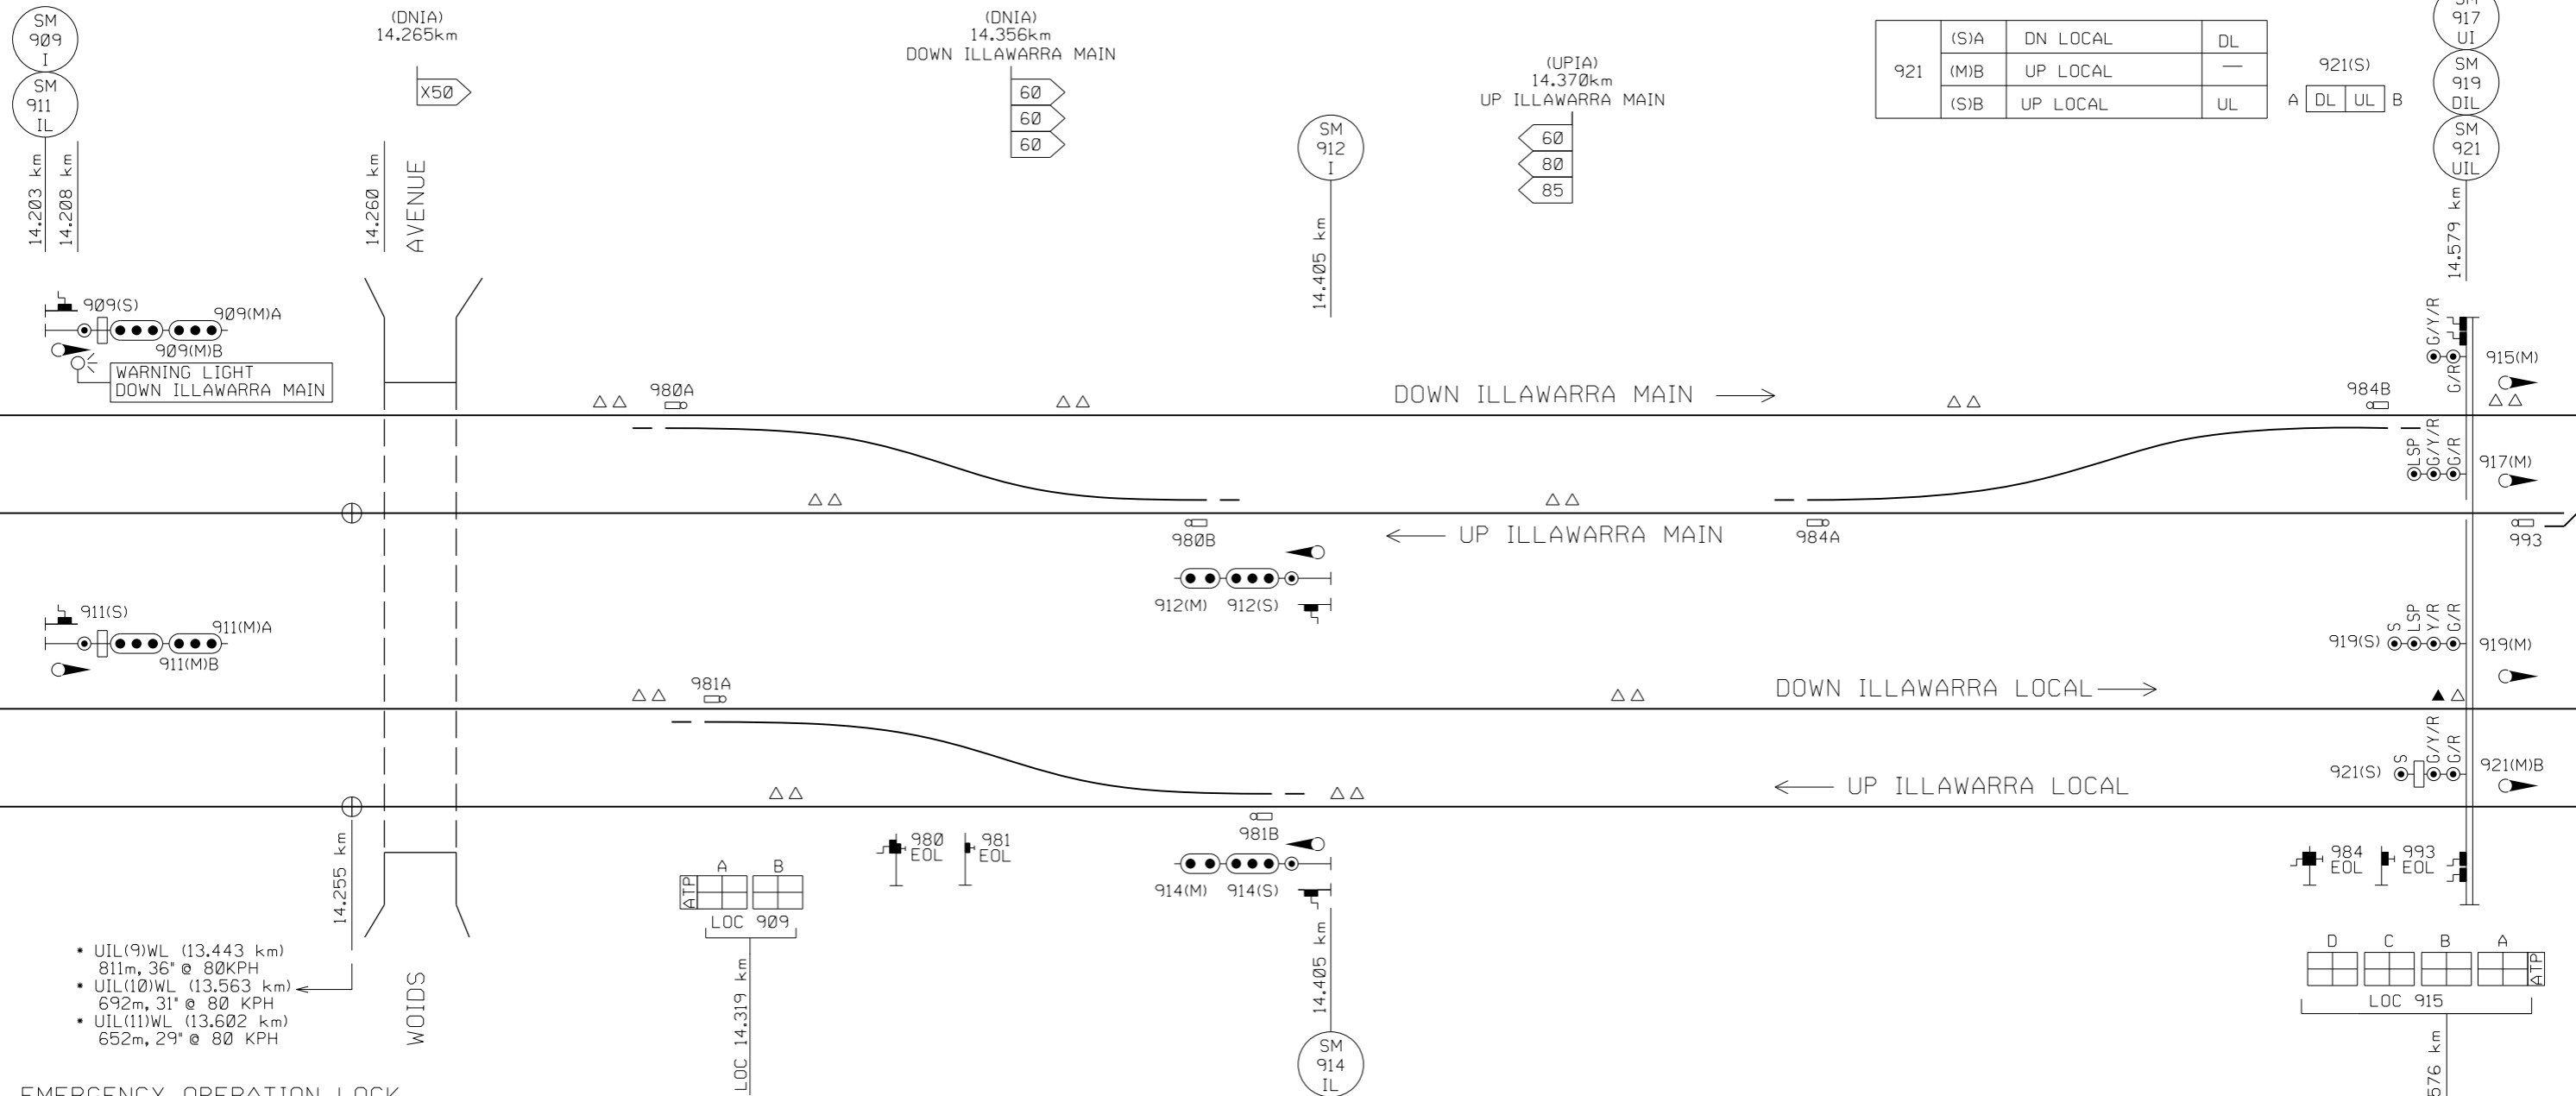 SM
909
I
SM
911
IL
14.203 km
14.208 km
(DNIA)
14.265km
X50
14.260 km
AVENUE
(DNIA)
14.356km
DOWN ILLAWARRA MAIN
60
60
60
SM
912
I
14.405 km
(UPIA)
14.370km
UP ILLAWARRA MAIN
60
80
85
921
(S)A DN LOCAL DL
(M)B UP LOCAL —
(S)B UP LOCAL UL
921(S)
A DL UL B
SM
917
UI
SM
919
DIL
SM
921
UIL
14.579 km
909(S)
909(M)A
909(M)B
WARNING LIGHT
DOWN ILLAWARRA MAIN
980A
DOWN ILLAWARRA MAIN
984B
G/Y/R
G/R
915(M)
LSP
G/Y/R
G/R
917(M)
980B
UP ILLAWARRA MAIN
984A
993
912(M) 912(S)
911(S)
911(M)A
911(M)B
919(S)
S
LSP
Y/R
G/R
919(M)
981A
DOWN ILLAWARRA LOCAL
921(S)
S
G/Y/R
G/R
921(M)B
UP ILLAWARRA LOCAL
981B
980
EOL
981
EOL
914(M) 914(S)
984
EOL
993
EOL
14.255 km
ATP
A B
LOC 909
LOC 14.319 km
* UIL(9)WL (13.443 km)
811m, 36" @ 80KPH
* UIL(10)WL (13.563 km)
692m, 31" @ 80 KPH
* UIL(11)WL (13.602 km)
652m, 29" @ 80 KPH
WOIDS
14.405 km
SM
914
IL
D C B A
ATP
LOC 915
576 km
EMERGENCY OPERATION LOCK